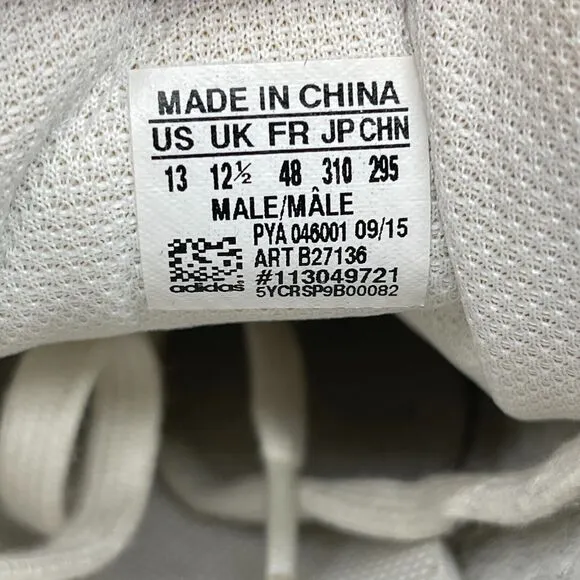 MADE IN CHINA
US UK FR JP CHN
13 12½ 48 310 295
MALE/MÂLE
PYA 046001 09/15
ART B27136
#113049721
adidas 5YCRSP9B00082